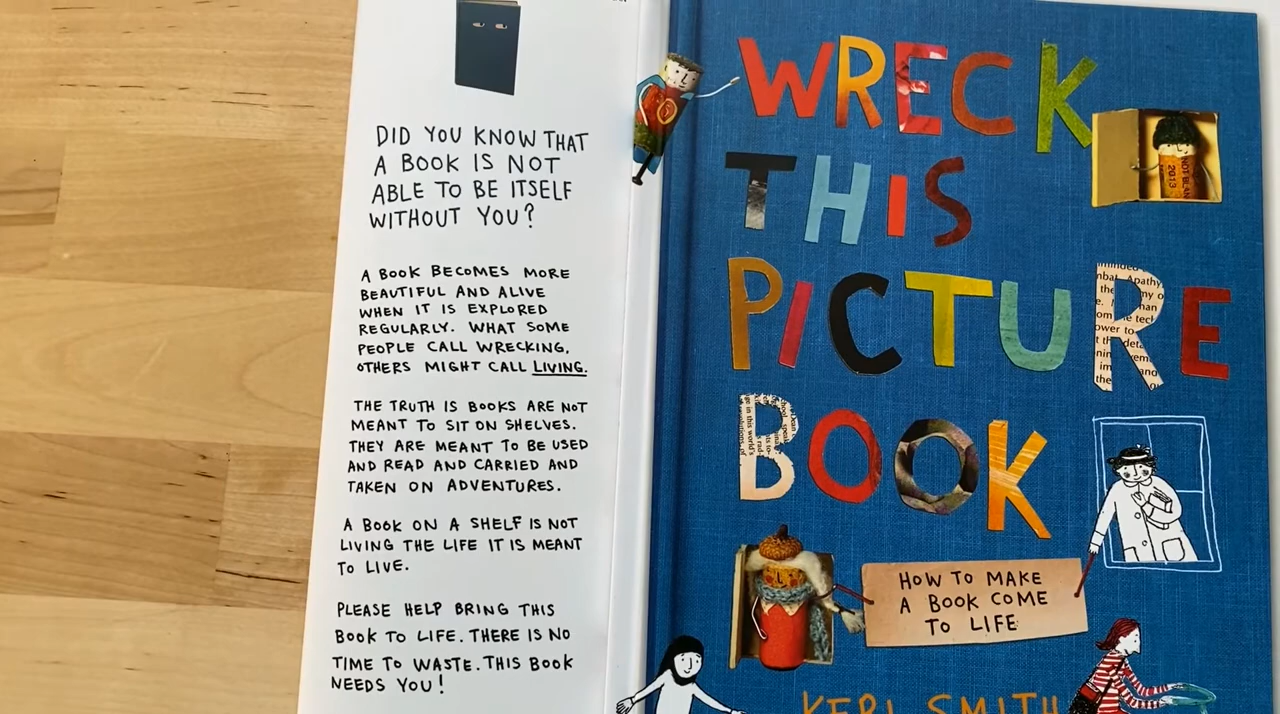 DID YOU KNOW THAT
A BOOK IS NOT
ABLE TO BE ITSELF
WITHOUT YOU?
A BOOK BECOMES MORE
BEAUTIFUL AND ALIVE
WHEN IT IS EXPLORED
REGULARLY. WHAT SOME
PEOPLE CALL WRECKING,
OTHERS MIGHT CALL LIVING.
THE TRUTH IS BOOKS ARE NOT
MEANT TO SIT ON SHELVES.
THEY ARE MEANT TO BE USED
AND READ AND CARRIED AND
TAKEN ON ADVENTURES.
A BOOK ON A SHELF IS NOT
LIVING THE LIFE IT IS MEANT
TO LIVE.
PLEASE HELP BRING THIS
BOOK TO LIFE. THERE IS NO
TIME TO WASTE. THIS BOOK
NEEDS YOU!
WRECK
THIS
PICTURE
BOOK
HOW TO MAKE
A BOOK COME
TO LIFE
KERI SMITH
2013